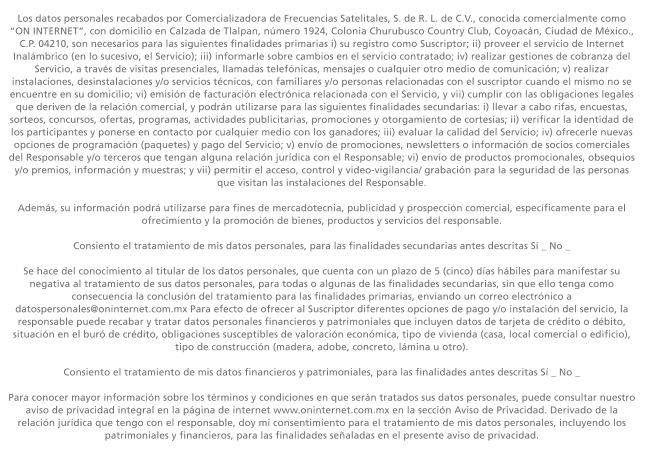 Los datos personales recabados por Comercializadora de Frecuencias Satelitales, S. de R. L. de C.V., conocida comercialmente como
“ON INTERNET”, con domicilio en Calzada de Tlalpan, número 1924, Colonia Churubusco Country Club, Coyoacán, Ciudad de México.,
C.P. 04210, son necesarios para las siguientes finalidades primarias i) su registro como Suscriptor; ii) proveer el servicio de Internet
Inalámbrico (en lo sucesivo, el Servicio); iii) informarle sobre cambios en el servicio contratado; iv) realizar gestiones de cobranza del
Servicio, a través de visitas presenciales, llamadas telefónicas, mensajes o cualquier otro medio de comunicación; v) realizar
instalaciones, desinstalaciones y/o servicios técnicos, con familiares y/o personas relacionadas con el suscriptor cuando el mismo no se
encuentre en su domicilio; vi) emisión de facturación electrónica relacionada con el Servicio, y vii) cumplir con las obligaciones legales
que deriven de la relación comercial, y podrán utilizarse para las siguientes finalidades secundarias: i) llevar a cabo rifas, encuestas,
sorteos, concursos, ofertas, programas, actividades publicitarias, promociones y otorgamiento de cortesías; ii) verificar la identidad de
los participantes y ponerse en contacto por cualquier medio con los ganadores; iii) evaluar la calidad del Servicio; iv) ofrecerle nuevas
opciones de programación (paquetes) y pago del Servicio; v) envío de promociones, newsletters o información de socios comerciales
del Responsable y/o terceros que tengan alguna relación jurídica con el Responsable; vi) envío de productos promocionales, obsequios
y/o premios, información y muestras; y vii) permitir el acceso, control y video-vigilancia/ grabación para la seguridad de las personas
que visitan las instalaciones del Responsable.
Además, su información podrá utilizarse para fines de mercadotecnia, publicidad y prospección comercial, específicamente para el
ofrecimiento y la promoción de bienes, productos y servicios del responsable.
Consiento el tratamiento de mis datos personales, para las finalidades secundarias antes descritas Sí _ No _
Se hace del conocimiento al titular de los datos personales, que cuenta con un plazo de 5 (cinco) días hábiles para manifestar su
negativa al tratamiento de sus datos personales, para todas o algunas de las finalidades secundarias, sin que ello tenga como
consecuencia la conclusión del tratamiento para las finalidades primarias, enviando un correo electrónico a
datospersonales@oninternet.com.mx Para efecto de ofrecer al Suscriptor diferentes opciones de pago y/o instalación del servicio, la
responsable puede recabar y tratar datos personales financieros y patrimoniales que incluyen datos de tarjeta de crédito o débito,
situación en el buró de crédito, obligaciones susceptibles de valoración económica, tipo de vivienda (casa, local comercial o edificio),
tipo de construcción (madera, adobe, concreto, lámina u otro).
Consiento el tratamiento de mis datos financieros y patrimoniales, para las finalidades antes descritas Sí _ No _
Para conocer mayor información sobre los términos y condiciones en que serán tratados sus datos personales, puede consultar nuestro
aviso de privacidad integral en la página de internet www.oninternet.com.mx en la sección Aviso de Privacidad. Derivado de la
relación jurídica que tengo con el responsable, doy mi consentimiento para el tratamiento de mis datos personales, incluyendo los
patrimoniales y financieros, para las finalidades señaladas en el presente aviso de privacidad.